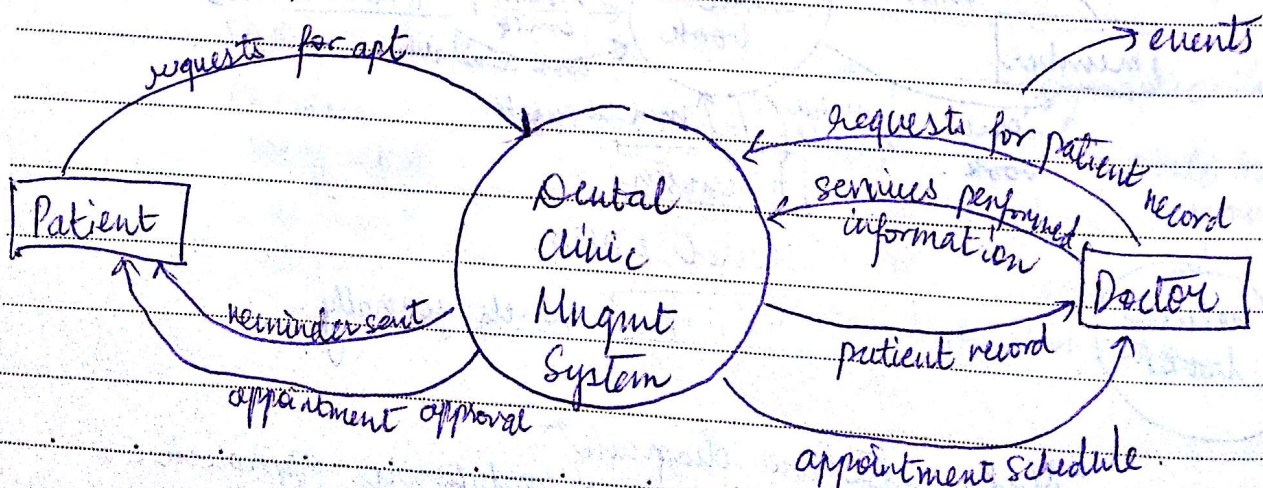 requests for apt
events
requests for patient record
services performed
information
Patient
Dental
Clinic
Mngmt
System
Doctor
reminder sent
patient record
appointment approval
appointment schedule.